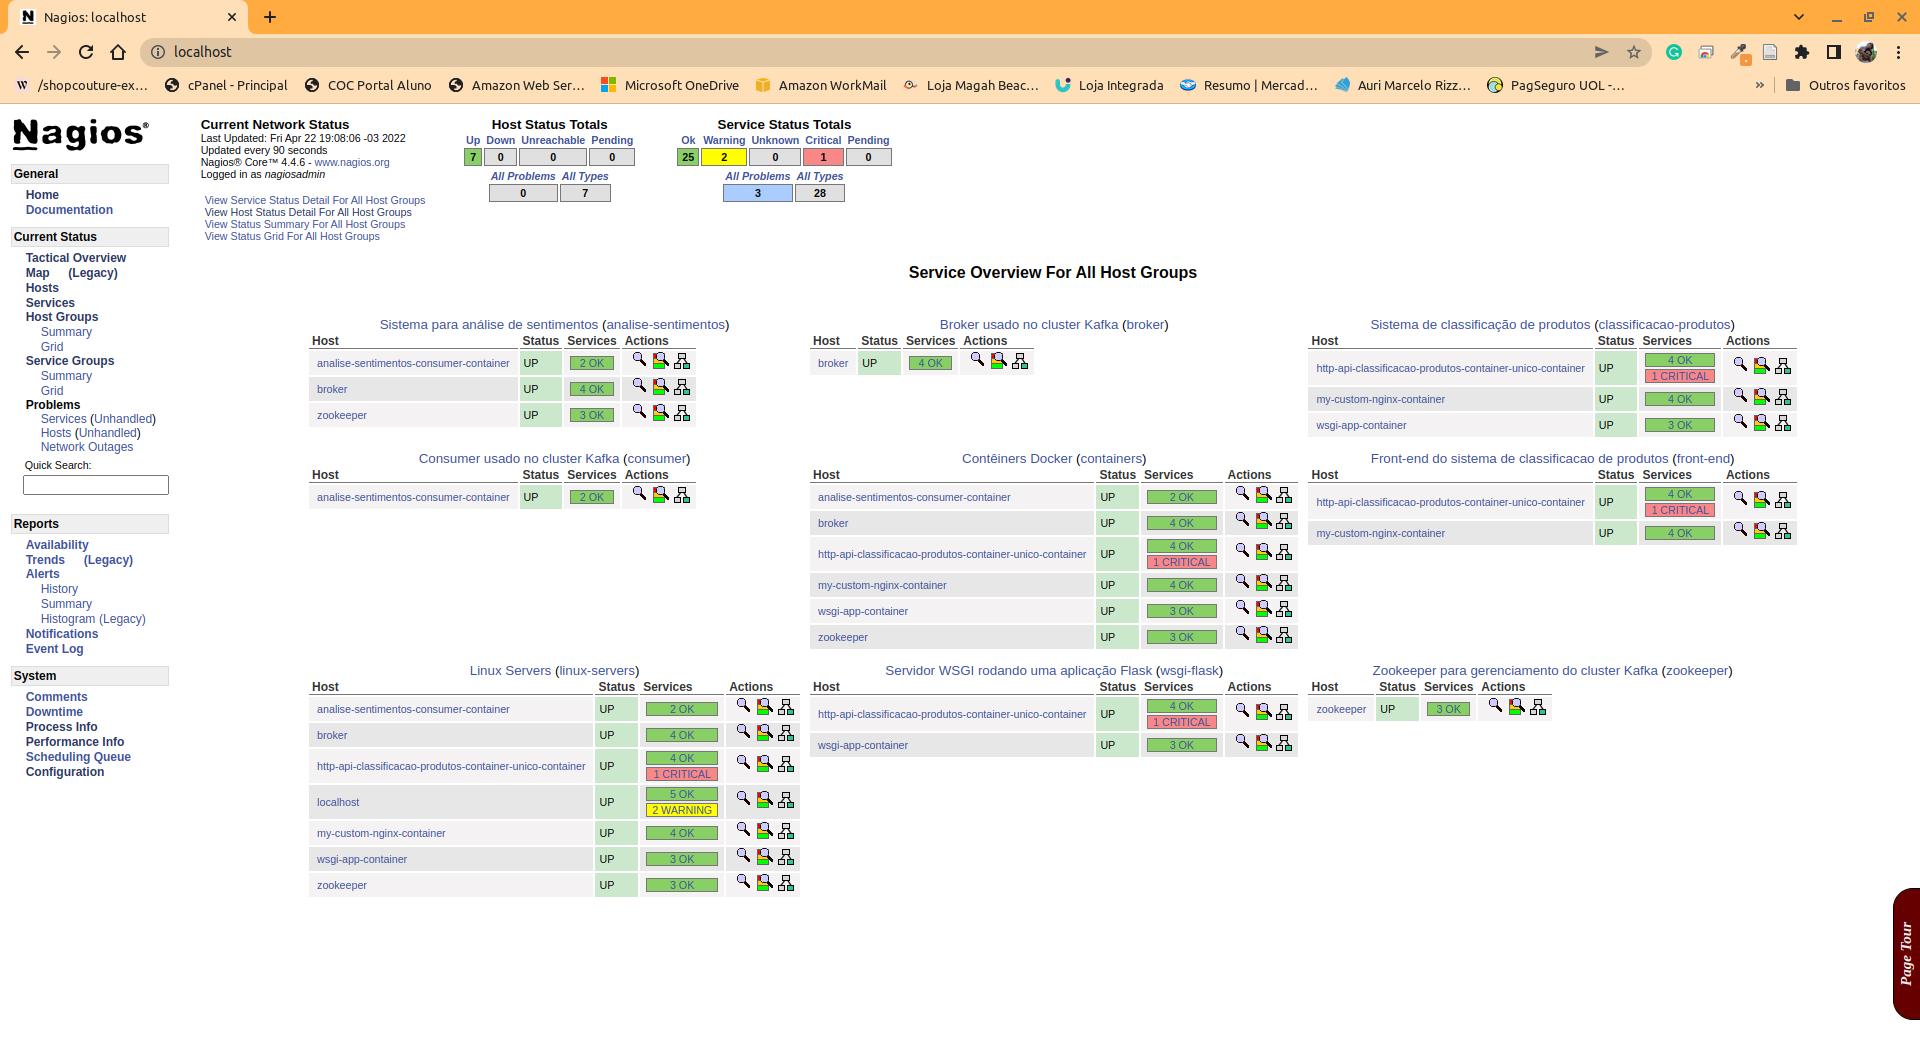 Nagios: localhost
localhost
/shopcouture-ex...
cPanel - Principal
COC Portal Aluno
Amazon Web Ser...
Microsoft OneDrive
Amazon WorkMail
Loja Magah Beac...
Loja Integrada
Resumo | Mercad...
Auri Marcelo Rizz...
PagSeguro UOL -...
»
Outros favoritos
Nagios®
General
Home
Documentation
Current Status
Tactical Overview
Map (Legacy)
Hosts
Services
Host Groups
Summary
Grid
Service Groups
Summary
Grid
Problems
Services (Unhandled)
Hosts (Unhandled)
Network Outages
Quick Search:
Reports
Availability
Trends (Legacy)
Alerts
History
Summary
Histogram (Legacy)
Notifications
Event Log
System
Comments
Downtime
Process Info
Performance Info
Scheduling Queue
Configuration
Current Network Status
Last Updated: Fri Apr 22 19:08:06 -03 2022
Updated every 90 seconds
Nagios® Core™ 4.4.6 - www.nagios.org
Logged in as nagiosadmin
View Service Status Detail For All Host Groups
View Host Status Detail For All Host Groups
View Status Summary For All Host Groups
View Status Grid For All Host Groups
Host Status Totals
Up Down Unreachable Pending
7 0 0 0
All Problems All Types
0 7
Service Status Totals
Ok Warning Unknown Critical Pending
25 2 0 1 0
All Problems All Types
3 28
Service Overview For All Host Groups
Sistema para análise de sentimentos (analise-sentimentos)
Host Status Services Actions
analise-sentimentos-consumer-container UP 2 OK
broker UP 4 OK
zookeeper UP 3 OK
Broker usado no cluster Kafka (broker)
Host Status Services Actions
broker UP 4 OK
Sistema de classificação de produtos (classificacao-produtos)
Host Status Services Actions
http-api-classificacao-produtos-container-unico-container UP 4 OK
1 CRITICAL
my-custom-nginx-container UP 4 OK
wsgi-app-container UP 3 OK
Consumer usado no cluster Kafka (consumer)
Host Status Services Actions
analise-sentimentos-consumer-container UP 2 OK
Contêiners Docker (containers)
Host Status Services Actions
analise-sentimentos-consumer-container UP 2 OK
broker UP 4 OK
http-api-classificacao-produtos-container-unico-container UP 4 OK
1 CRITICAL
my-custom-nginx-container UP 4 OK
wsgi-app-container UP 3 OK
zookeeper UP 3 OK
Front-end do sistema de classificacao de produtos (front-end)
Host Status Services Actions
http-api-classificacao-produtos-container-unico-container UP 4 OK
1 CRITICAL
my-custom-nginx-container UP 4 OK
Linux Servers (linux-servers)
Host Status Services Actions
analise-sentimentos-consumer-container UP 2 OK
broker UP 4 OK
http-api-classificacao-produtos-container-unico-container UP 4 OK
1 CRITICAL
localhost UP 5 OK
2 WARNING
my-custom-nginx-container UP 4 OK
wsgi-app-container UP 3 OK
zookeeper UP 3 OK
Servidor WSGI rodando uma aplicação Flask (wsgi-flask)
Host Status Services Actions
http-api-classificacao-produtos-container-unico-container UP 4 OK
1 CRITICAL
wsgi-app-container UP 3 OK
Zookeeper para gerenciamento do cluster Kafka (zookeeper)
Host Status Services Actions
zookeeper UP 3 OK
Page Tour